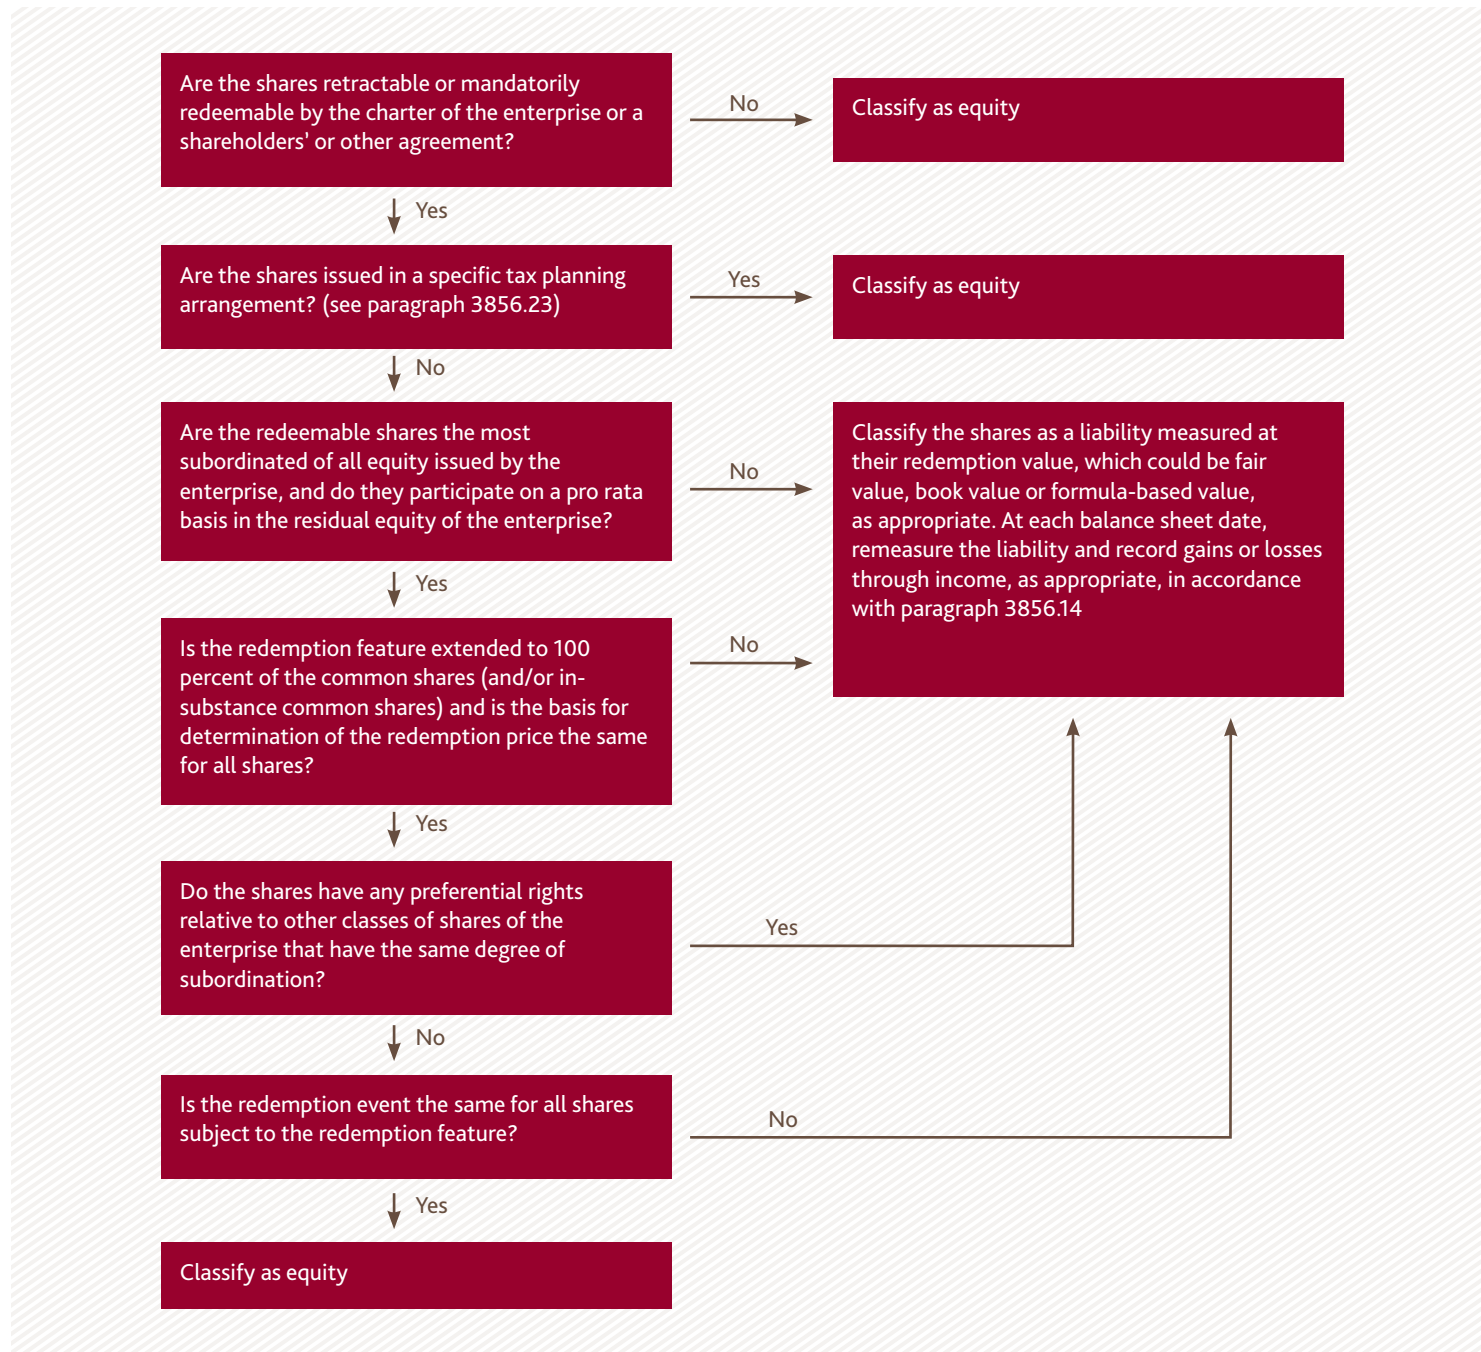 Are the shares retractable or mandatorily
redeemable by the charter of the enterprise or a
shareholders' or other agreement?
No
Classify as equity
Yes
Are the shares issued in a specific tax planning
arrangement? (see paragraph 3856.23)
Yes
Classify as equity
No
Are the redeemable shares the most
subordinated of all equity issued by the
enterprise, and do they participate on a pro rata
basis in the residual equity of the enterprise?
No
Classify the shares as a liability measured at
their redemption value, which could be fair
value, book value or formula-based value,
as appropriate. At each balance sheet date,
remeasure the liability and record gains or losses
through income, as appropriate, in accordance
with paragraph 3856.14
Yes
Is the redemption feature extended to 100
percent of the common shares (and/or in-
substance common shares) and is the basis for
determination of the redemption price the same
for all shares?
No
Yes
Do the shares have any preferential rights
relative to other classes of shares of the
enterprise that have the same degree of
subordination?
Yes
No
Is the redemption event the same for all shares
subject to the redemption feature?
No
Yes
Classify as equity